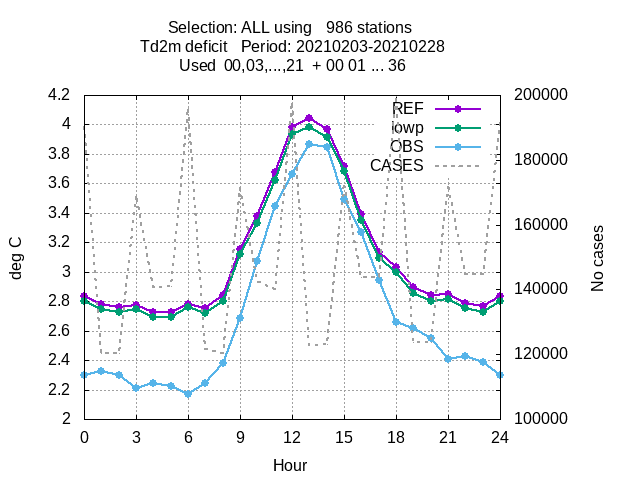 Selection: ALL using   986 stations
Td2m deficit   Period: 20210203-20210228
Used  00,03,...,21  + 00 01 ... 36
4.2
4
3.8
3.6
3.4
3.2
3
2.8
2.6
2.4
2.2
2
deg C
REF
lowp
OBS
CASES
200000
180000
160000
140000
120000
100000
No cases
0 3 6 9 12 15 18 21 24
Hour